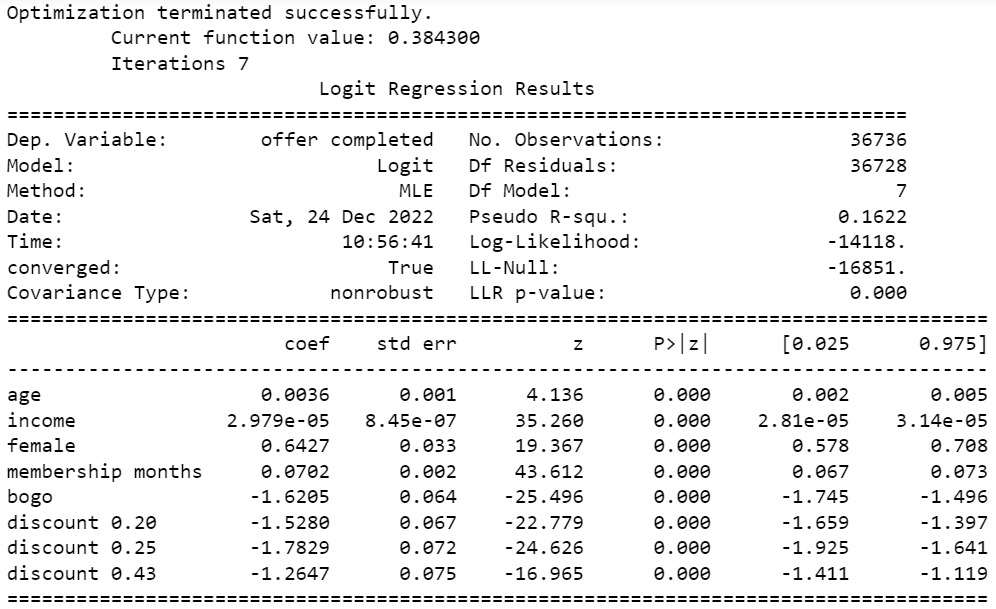 Optimization terminated successfully.
         Current function value: 0.384300
         Iterations 7
                           Logit Regression Results
==============================================================================
Dep. Variable:        offer completed   No. Observations:                36736
Model:                          Logit   Df Residuals:                    36728
Method:                           MLE   Df Model:                            7
Date:                Sat, 24 Dec 2022   Pseudo R-squ.:                  0.1622
Time:                        10:56:41   Log-Likelihood:                -14118.
converged:                       True   LL-Null:                       -16851.
Covariance Type:            nonrobust   LLR p-value:                     0.000
=====================================================================================
                        coef    std err          z      P>|z|      [0.025      0.975]
-------------------------------------------------------------------------------------
age                   0.0036      0.001      4.136      0.000       0.002       0.005
income             2.979e-05   8.45e-07     35.260      0.000    2.81e-05    3.14e-05
female                0.6427      0.033     19.367      0.000       0.578       0.708
membership months     0.0702      0.002     43.612      0.000       0.067       0.073
bogo                 -1.6205      0.064    -25.496      0.000      -1.745      -1.496
discount 0.20        -1.5280      0.067    -22.779      0.000      -1.659      -1.397
discount 0.25        -1.7829      0.072    -24.626      0.000      -1.925      -1.641
discount 0.43        -1.2647      0.075    -16.965      0.000      -1.411      -1.119
=====================================================================================